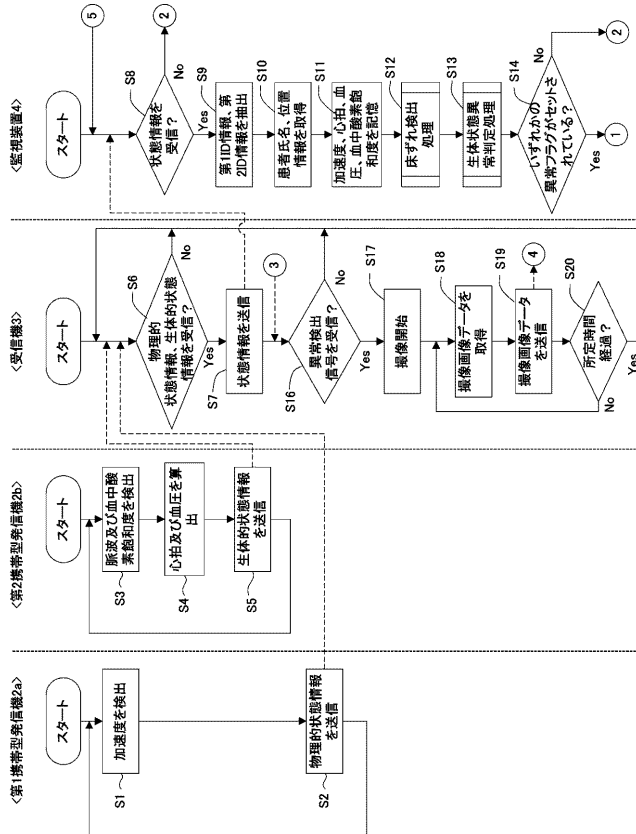 <第1携帯型発信機2a>
スタート
加速度を検出
S1
物理的状態情報
を送信
S2
<第2携帯型発信機2b>
スタート
脈波及び血中酸
素飽和度を検出
S3
心拍及び血圧を算
出
S4
生体的状態情報
を送信
S5
<受信機3>
スタート
物理的
状態情報、生体的状態
情報を受信?
S6
No
Yes
状態情報を送信
S7
3
異常検出
信号を受信?
S16
No
Yes
撮像開始
S17
撮像画像データを
取得
S18
撮像画像データ
を送信
S19
4
所定時間
経過?
S20
No
Yes
<監視装置4>
スタート
5
状態情報を
受信?
S8
No
2
Yes
第1ID情報、第
2ID情報を抽出
S9
患者氏名、位置
情報を取得
S10
加速度、心拍、血
圧、血中酸素飽
和度を記憶
S11
床ずれ検出
処理
S12
生体状態異
常判定処理
S13
いずれかの
異常フラグがセットさ
れている?
S14
No
2
Yes
1